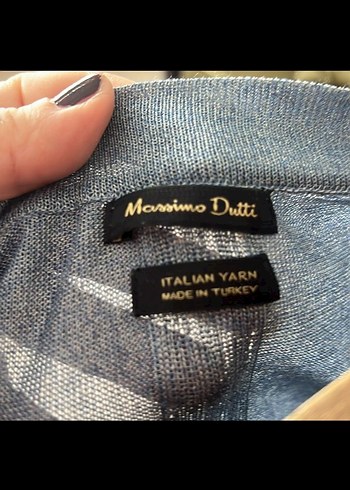 Massimo Dutti
ITALIAN YARN
MADE IN TURKEY